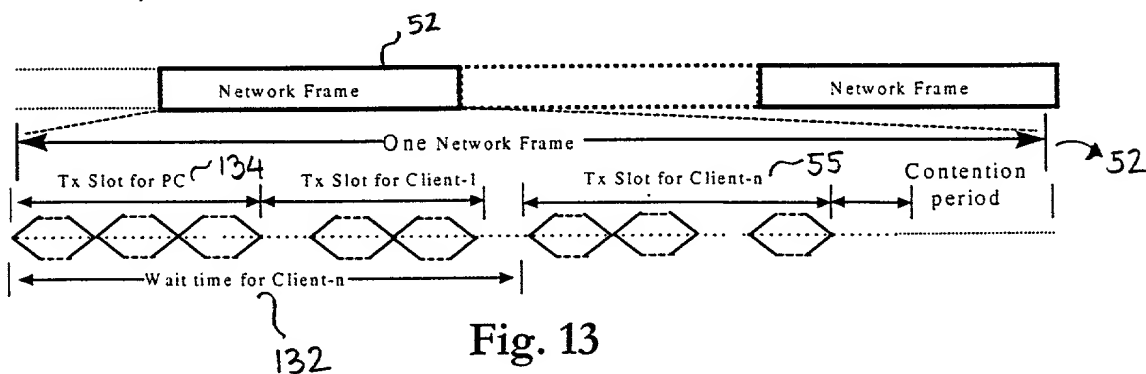 52
Network Frame Network Frame
One Network Frame
52
Tx Slot for PC 134 Tx Slot for Client-1 Tx Slot for Client-n 55 Contention
period
Wait time for Client-n
132
Fig. 13